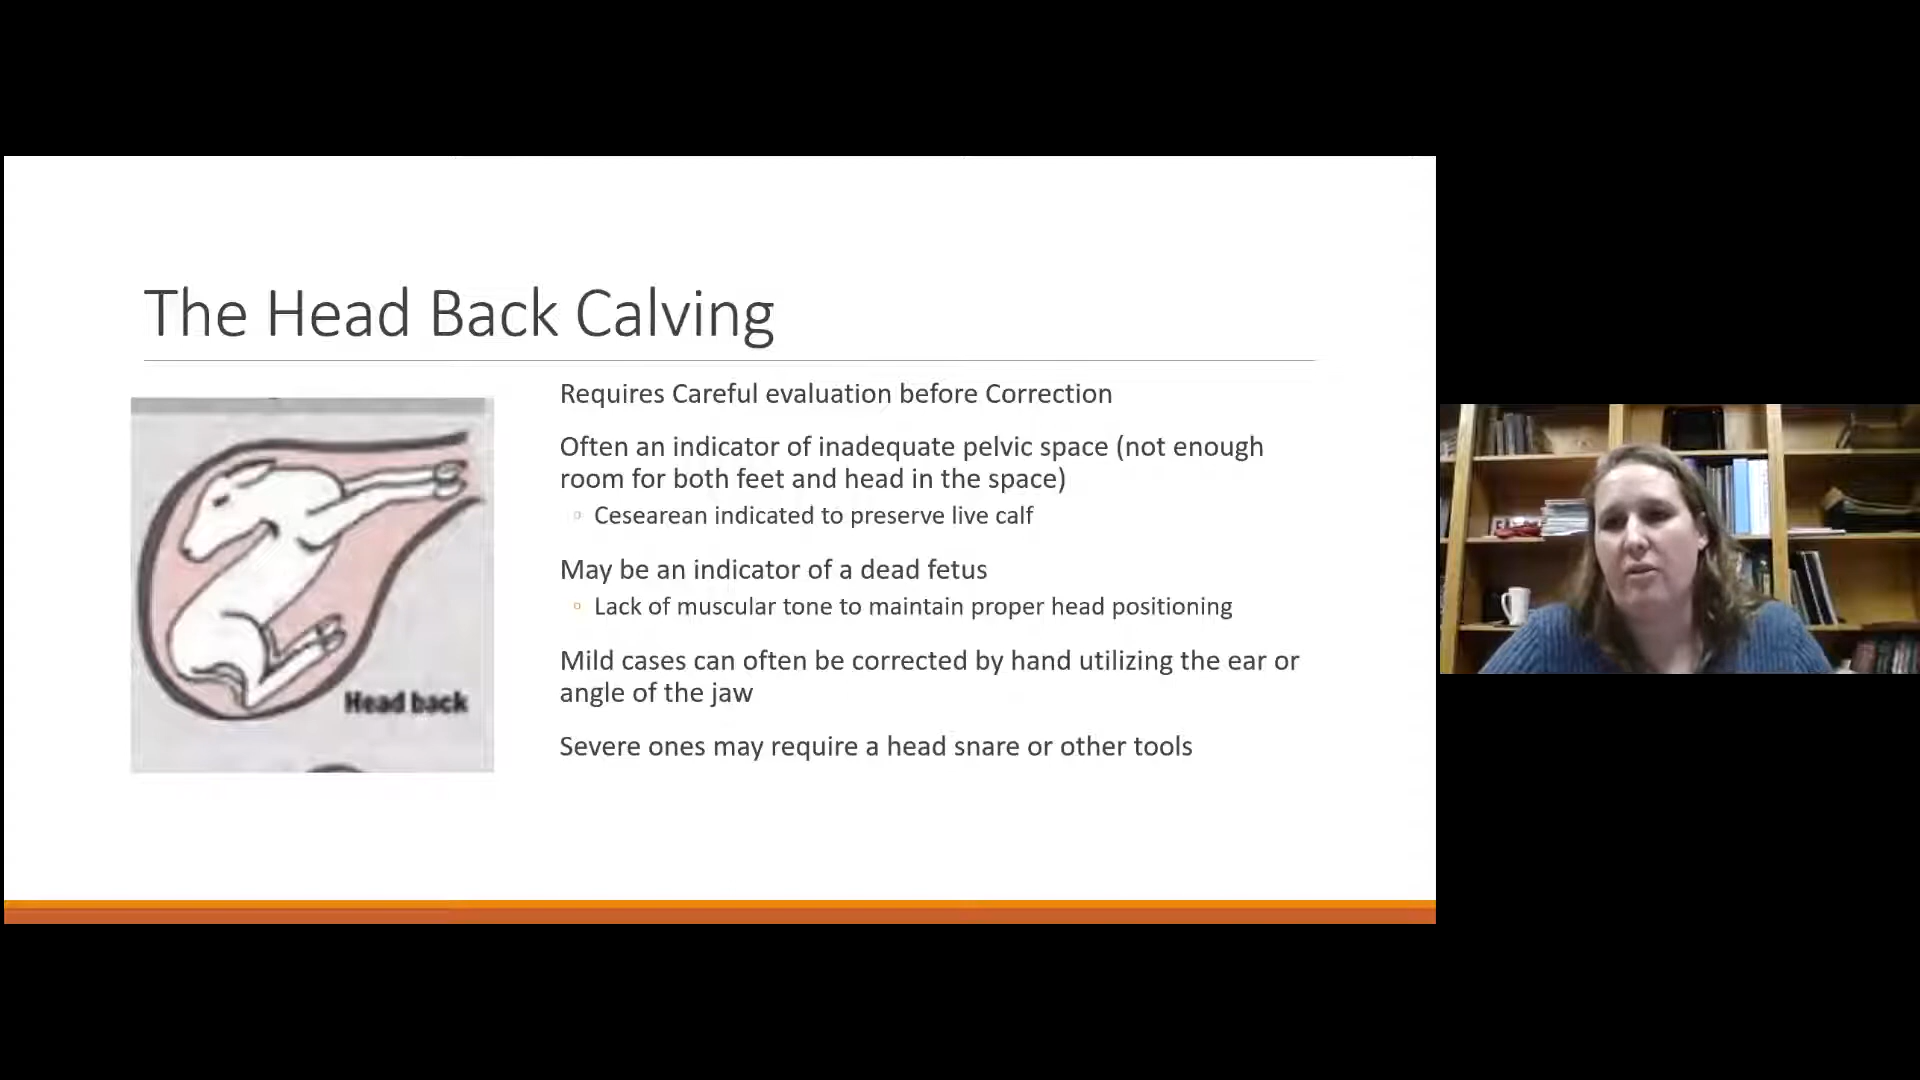 The Head Back Calving
Requires Careful evaluation before Correction
Often an indicator of inadequate pelvic space (not enough
room for both feet and head in the space)
Cesearean indicated to preserve live calf
May be an indicator of a dead fetus
Lack of muscular tone to maintain proper head positioning
Mild cases can often be corrected by hand utilizing the ear or
angle of the jaw
Severe ones may require a head snare or other tools
Head back